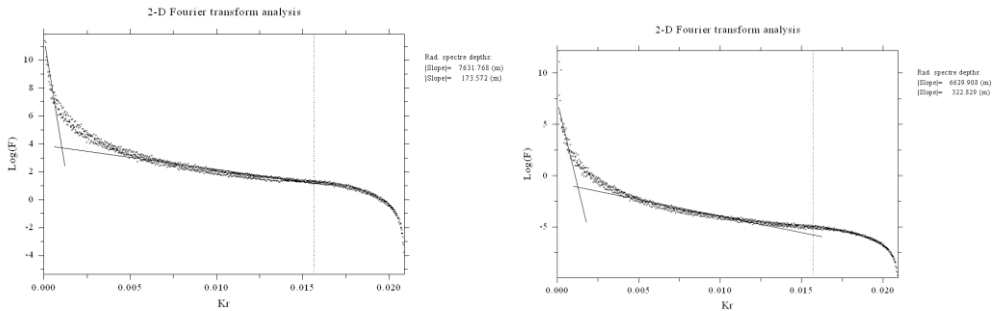 2-D Fourier transform analysis
Log(F)
10
8
6
4
2
0
-2
-4
0.000
0.005
0.010
0.015
0.020
Kr
Rad. spectre depths:
|Slope|= 7631.768 (m)
|Slope|= 173.572 (m)
2-D Fourier transform analysis
Log(F)
10
5
0
-5
0.000
0.005
0.010
0.015
0.020
Kr
Rad. spectre depths:
|Slope|= 6629.908 (m)
|Slope|= 322.829 (m)